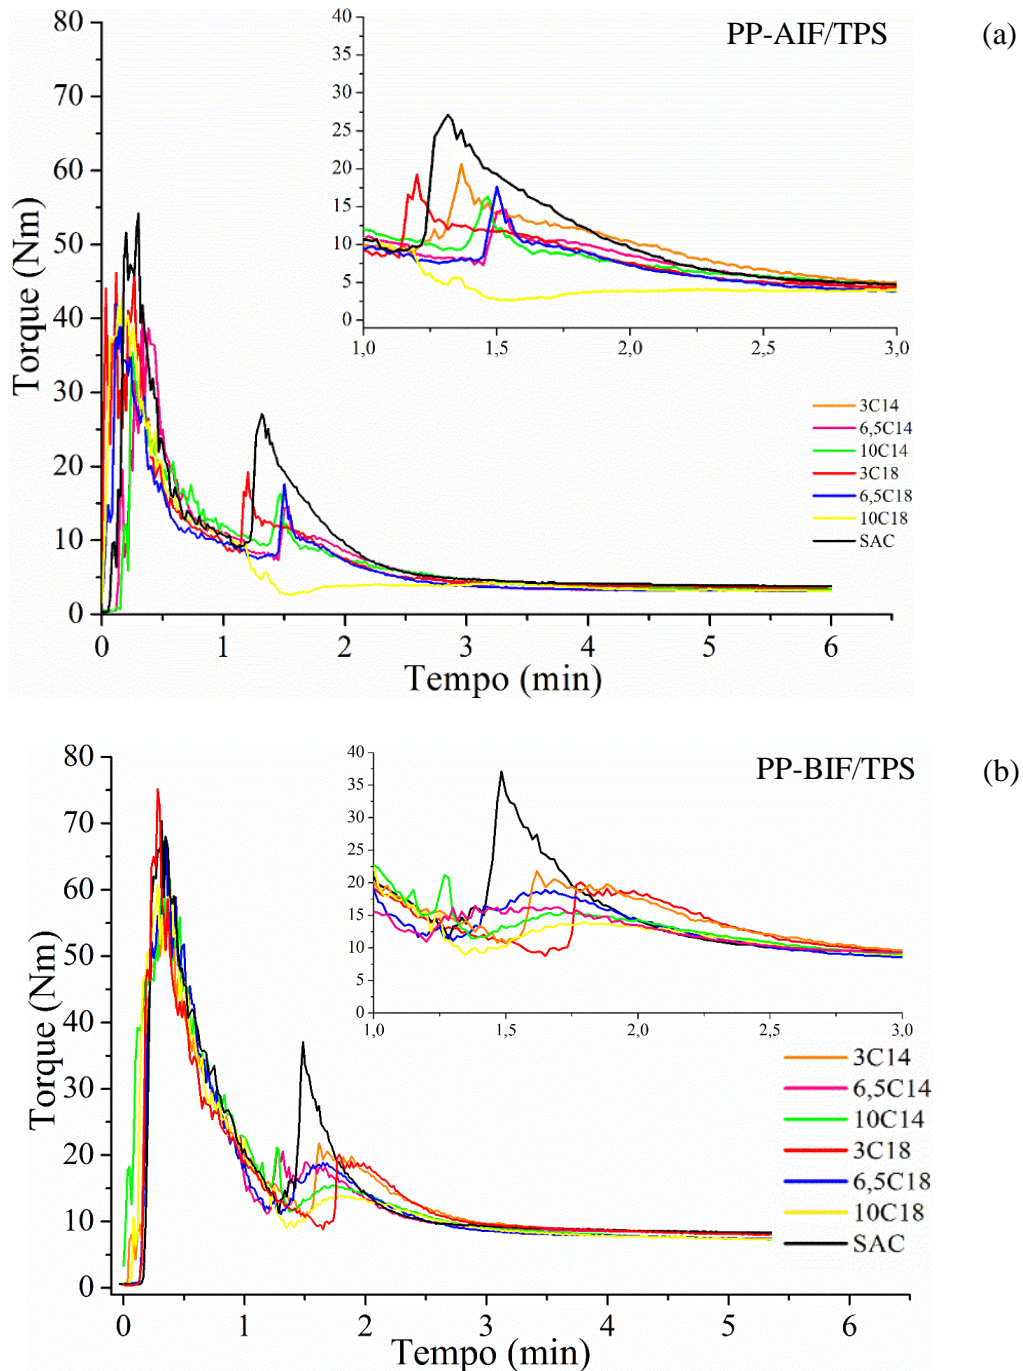 PP-AIF/TPS
(a)
Torque (Nm)
80
70
60
50
40
30
20
10
0
40
35
30
25
20
15
10
5
0
1,0
1,5
2,0
2,5
3,0
3C14
6,5C14
10C14
3C18
6,5C18
10C18
SAC
0
1
2
3
4
5
6
Tempo (min)
PP-BIF/TPS
(b)
Torque (Nm)
80
70
60
50
40
30
20
10
0
40
35
30
25
20
15
10
5
0
1,0
1,5
2,0
2,5
3,0
3C14
6,5C14
10C14
3C18
6,5C18
10C18
SAC
0
1
2
3
4
5
6
Tempo (min)